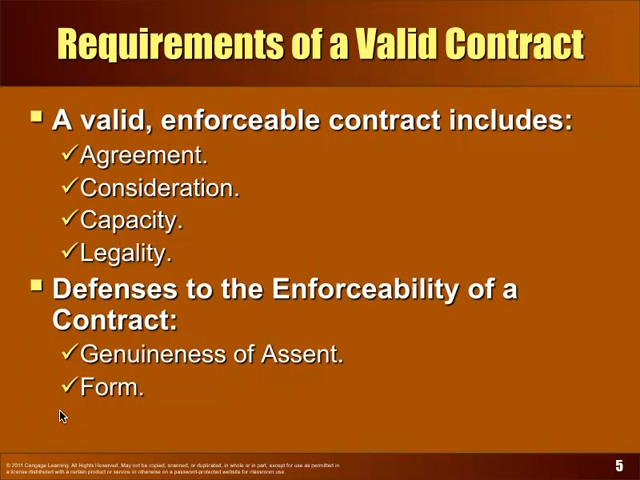 Requirements of a Valid Contract
A valid, enforceable contract includes:
Agreement.
Consideration.
Capacity.
Legality.
Defenses to the Enforceability of a
Contract:
Genuineness of Assent.
Form.
© 2011 Cengage Learning. All Rights Reserved. May not be copied, scanned, or duplicated, in whole or in part, except for use as permitted in
a license distributed with a certain product or service or otherwise on a password-protected website for classroom use.
5